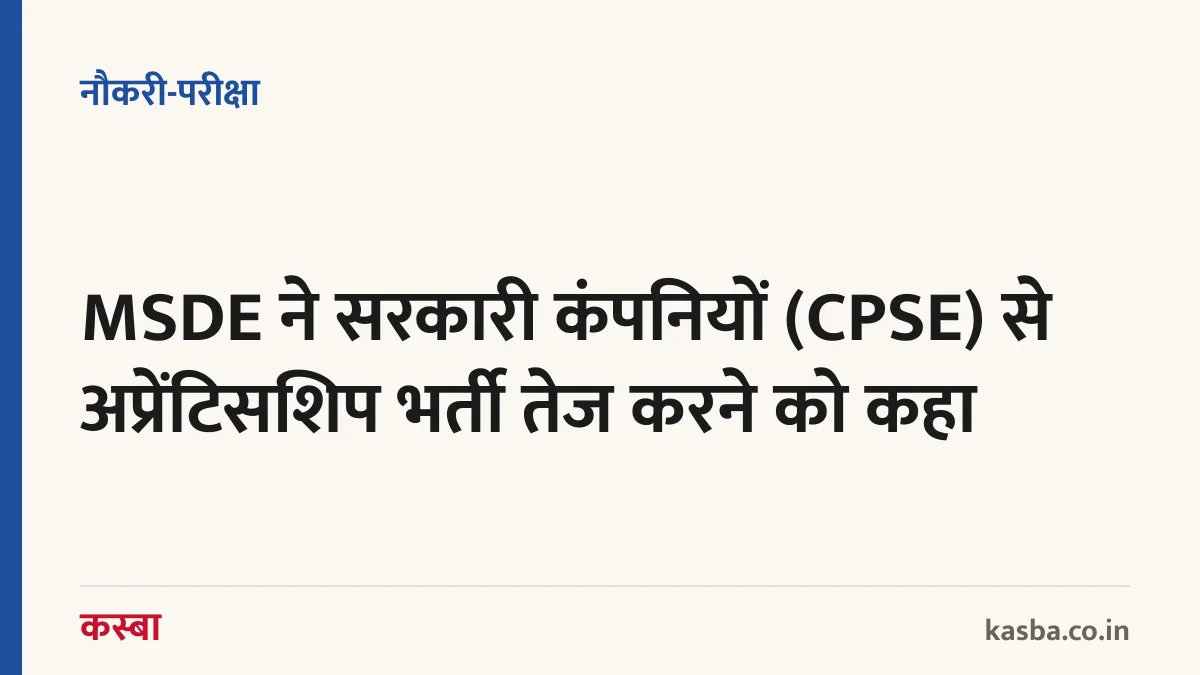 नौकरी-परीक्षा
MSDE ने सरकारी कंपनियों (CPSE) से
अप्रेंटिसशिप भर्ती तेज करने को कहा
कस्बा
kasba.co.in